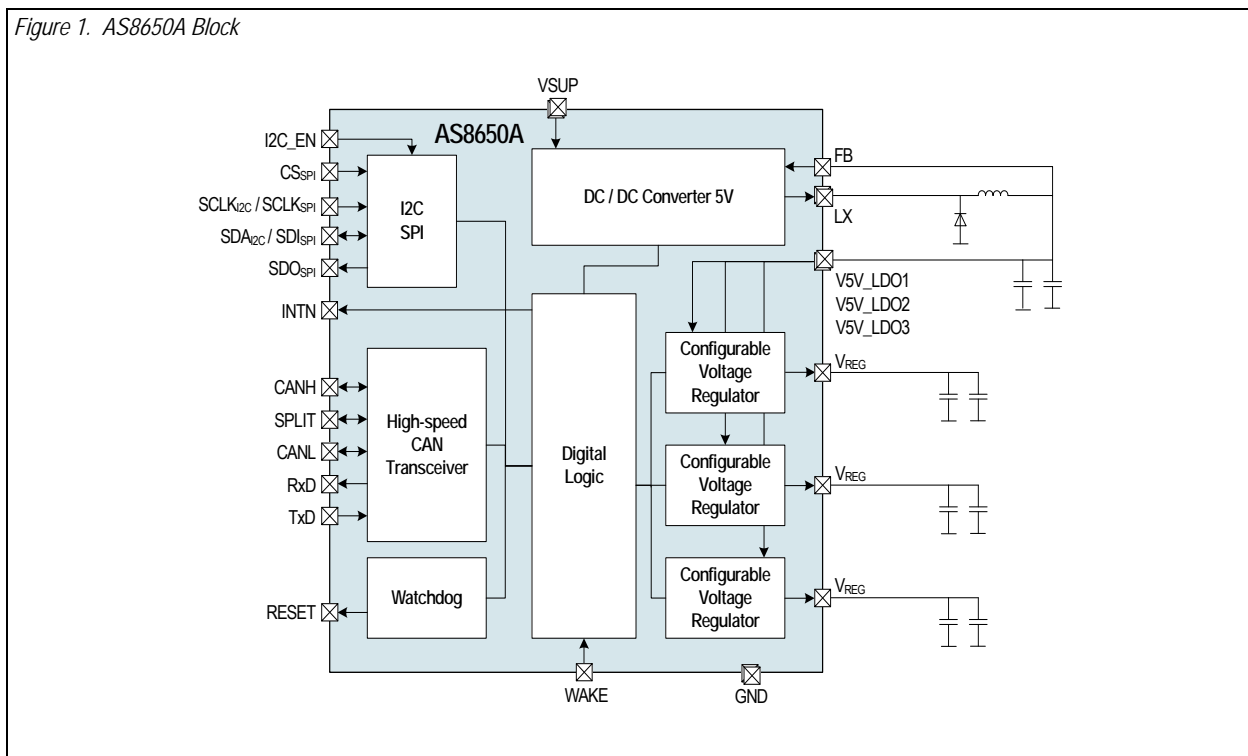 Figure 1. AS8650A Block
VSUP
AS8650A
I2C_EN
CSSPI
SCLKI2C / SCLKSPI
SDAI2C / SDISPI
SDOSPI
I2C
SPI
DC / DC Converter 5V
FB
LX
V5V_LDO1
V5V_LDO2
V5V_LDO3
INTN
CANH
SPLIT
CANL
RxD
TxD
High-speed
CAN
Transceiver
Digital
Logic
Configurable
Voltage
Regulator
VREG
Configurable
Voltage
Regulator
VREG
Configurable
Voltage
Regulator
VREG
Watchdog
RESET
WAKE
GND